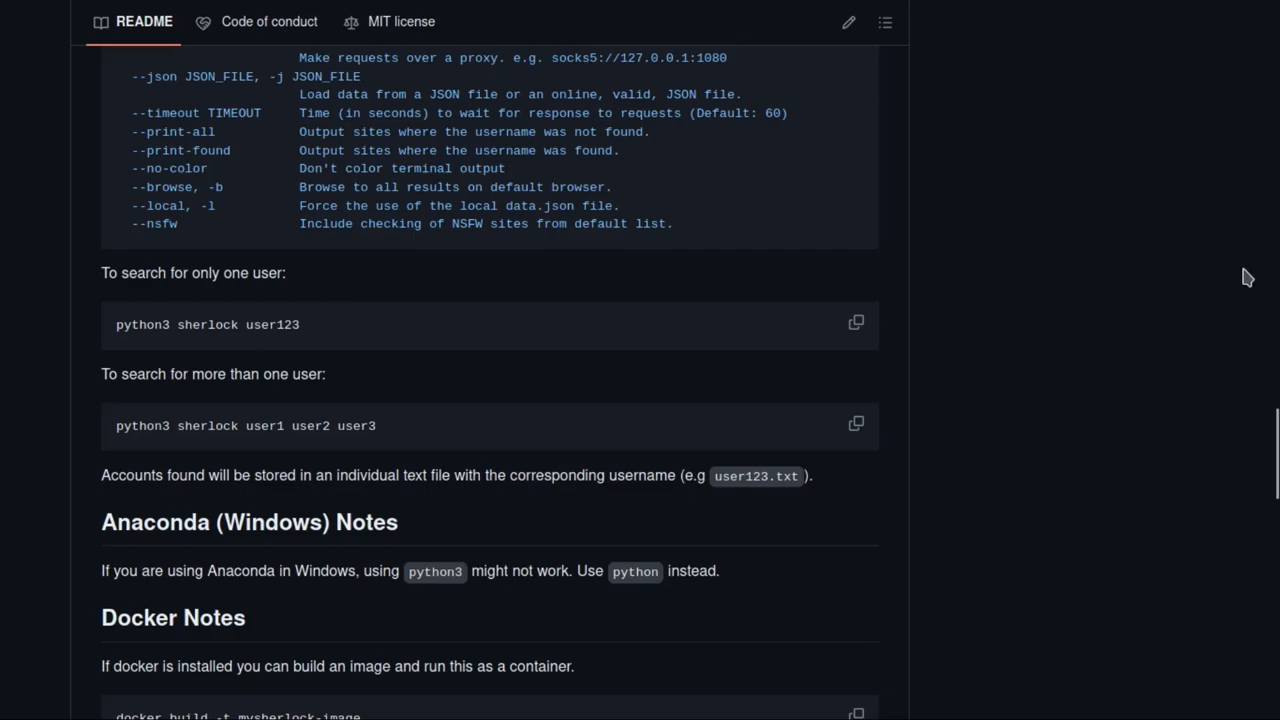 README Code of conduct MIT license
Make requests over a proxy. e.g. socks5://127.0.0.1:1080
--json JSON_FILE, -j JSON_FILE
Load data from a JSON file or an online, valid, JSON file.
--timeout TIMEOUT Time (in seconds) to wait for response to requests (Default: 60)
--print-all Output sites where the username was not found.
--print-found Output sites where the username was found.
--no-color Don't color terminal output
--browse, -b Browse to all results on default browser.
--local, -l Force the use of the local data.json file.
--nsfw Include checking of NSFW sites from default list.
To search for only one user:
python3 sherlock user123
To search for more than one user:
python3 sherlock user1 user2 user3
Accounts found will be stored in an individual text file with the corresponding username (e.g user123.txt).
Anaconda (Windows) Notes
If you are using Anaconda in Windows, using python3 might not work. Use python instead.
Docker Notes
If docker is installed you can build an image and run this as a container.
docker build -t mysherlock-image